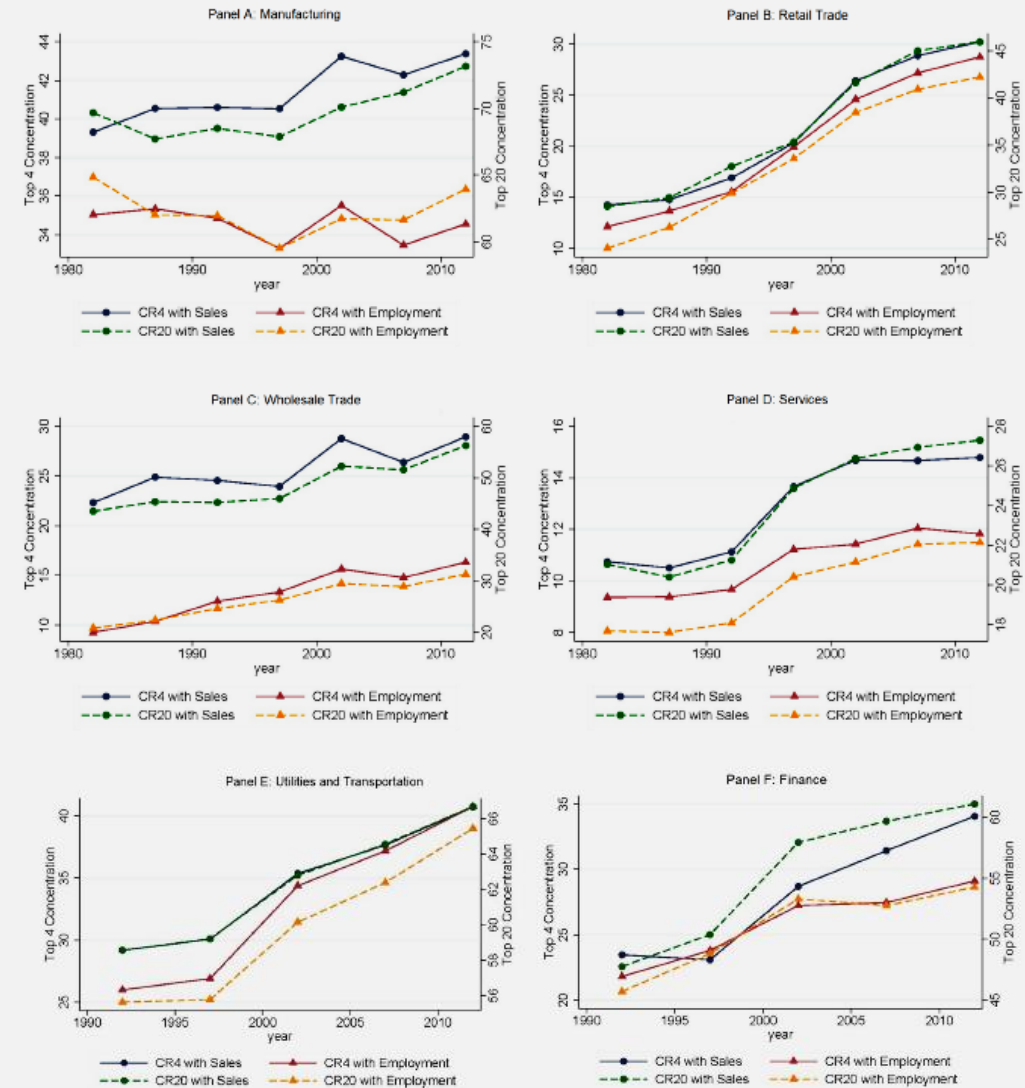 Panel A: Manufacturing
Top 4 Concentration
44
42
40
38
36
34
Top 20 Concentration
75
70
65
60
1980 1990 2000 2010
year
CR4 with Sales CR4 with Employment
CR20 with Sales CR20 with Employment
Panel B: Retail Trade
Top 4 Concentration
30
25
20
15
10
Top 20 Concentration
45
40
35
30
25
1980 1990 2000 2010
year
CR4 with Sales CR4 with Employment
CR20 with Sales CR20 with Employment
Panel C: Wholesale Trade
Top 4 Concentration
30
25
20
15
10
Top 20 Concentration
60
50
40
30
20
1980 1990 2000 2010
year
CR4 with Sales CR4 with Employment
CR20 with Sales CR20 with Employment
Panel D: Services
Top 4 Concentration
16
14
12
10
8
Top 20 Concentration
28
26
24
22
20
18
1980 1990 2000 2010
year
CR4 with Sales CR4 with Employment
CR20 with Sales CR20 with Employment
Panel E: Utilities and Transportation
Top 4 Concentration
40
35
30
25
Top 20 Concentration
66
64
62
60
58
56
1990 1995 2000 2005 2010
year
CR4 with Sales CR4 with Employment
CR20 with Sales CR20 with Employment
Panel F: Finance
Top 4 Concentration
35
30
25
20
Top 20 Concentration
60
55
50
45
1990 1995 2000 2005 2010
year
CR4 with Sales CR4 with Employment
CR20 with Sales CR20 with Employment